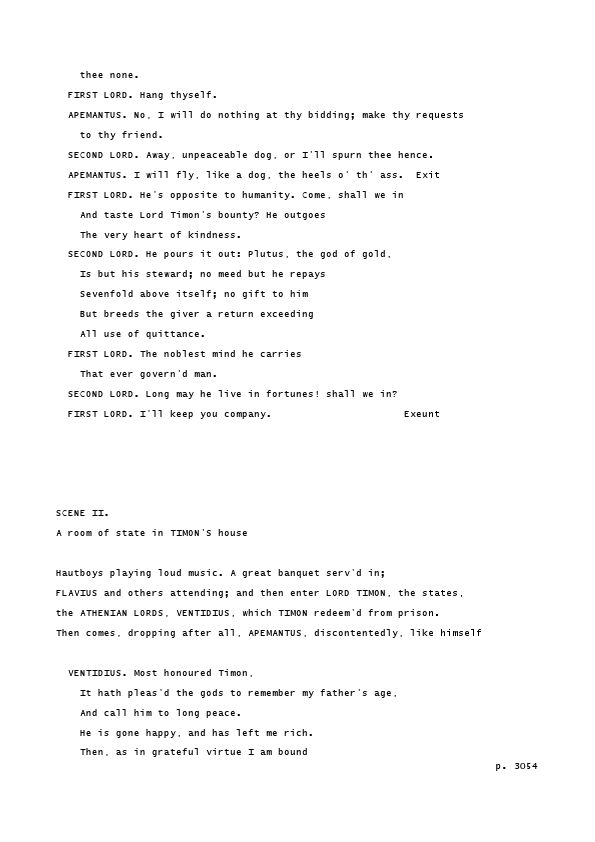 thee none.
FIRST LORD. Hang thyself.
APEMANTUS. No, I will do nothing at thy bidding; make thy requests
to thy friend.
SECOND LORD. Away, unpeaceable dog, or I'll spurn thee hence.
APEMANTUS. I will fly, like a dog, the heels o' th' ass.  Exit
FIRST LORD. He's opposite to humanity. Come, shall we in
And taste Lord Timon's bounty? He outgoes
The very heart of kindness.
SECOND LORD. He pours it out: Plutus, the god of gold,
Is but his steward; no meed but he repays
Sevenfold above itself; no gift to him
But breeds the giver a return exceeding
All use of quittance.
FIRST LORD. The noblest mind he carries
That ever govern'd man.
SECOND LORD. Long may he live in fortunes! shall we in?
FIRST LORD. I'll keep you company.                      Exeunt
SCENE II.
A room of state in TIMON'S house
Hautboys playing loud music. A great banquet serv'd in;
FLAVIUS and others attending; and then enter LORD TIMON, the states,
the ATHENIAN LORDS, VENTIDIUS, which TIMON redeem'd from prison.
Then comes, dropping after all, APEMANTUS, discontentedly, like himself
VENTIDIUS. Most honoured Timon,
It hath pleas'd the gods to remember my father's age,
And call him to long peace.
He is gone happy, and has left me rich.
Then, as in grateful virtue I am bound
p. 3054